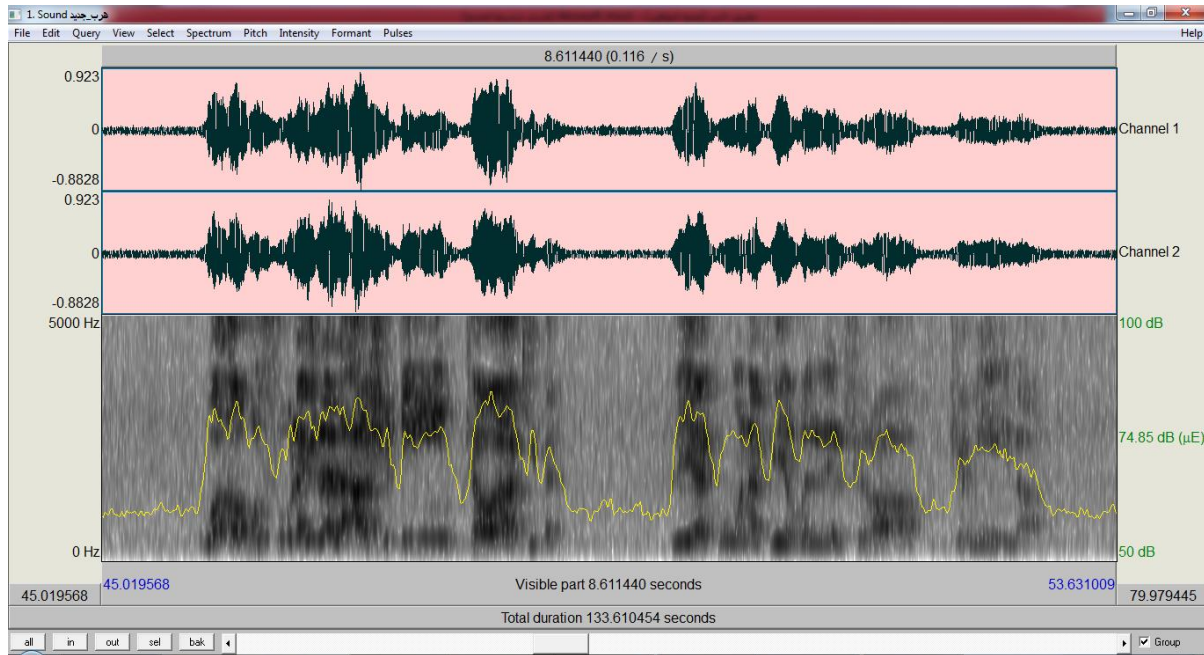 1. Sound هرب_جنيد
File Edit Query View Select Spectrum Pitch Intensity Formant Pulses Help
8.611440 (0.116 / s)
0.923
0
-0.8828
Channel 1
0.923
0
-0.8828
Channel 2
5000 Hz
0 Hz
100 dB
74.85 dB (µE)
50 dB
45.019568
45.019568 Visible part 8.611440 seconds 53.631009
79.979445
Total duration 133.610454 seconds
all in out sel bak Group